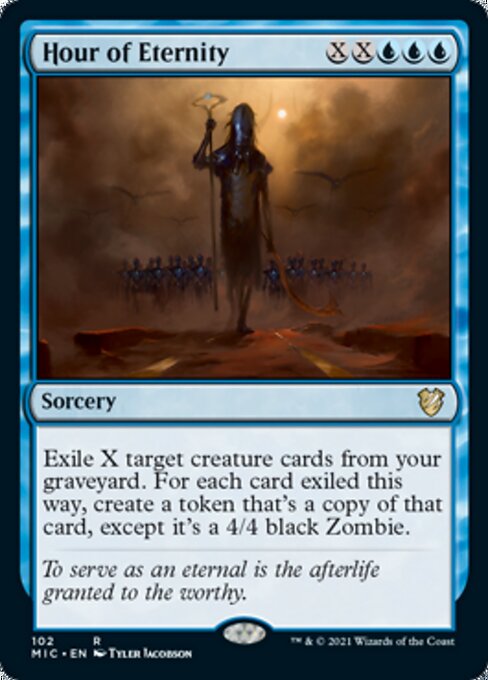 Hour of Eternity XX
Sorcery
Exile X target creature cards from your
graveyard. For each card exiled this
way, create a token that's a copy of that
card, except it's a 4/4 black Zombie.
To serve as an eternal is the afterlife
granted to the worthy.
102 R
MIC • EN Tyler Jacobson
™ & © 2021 Wizards of the Coast